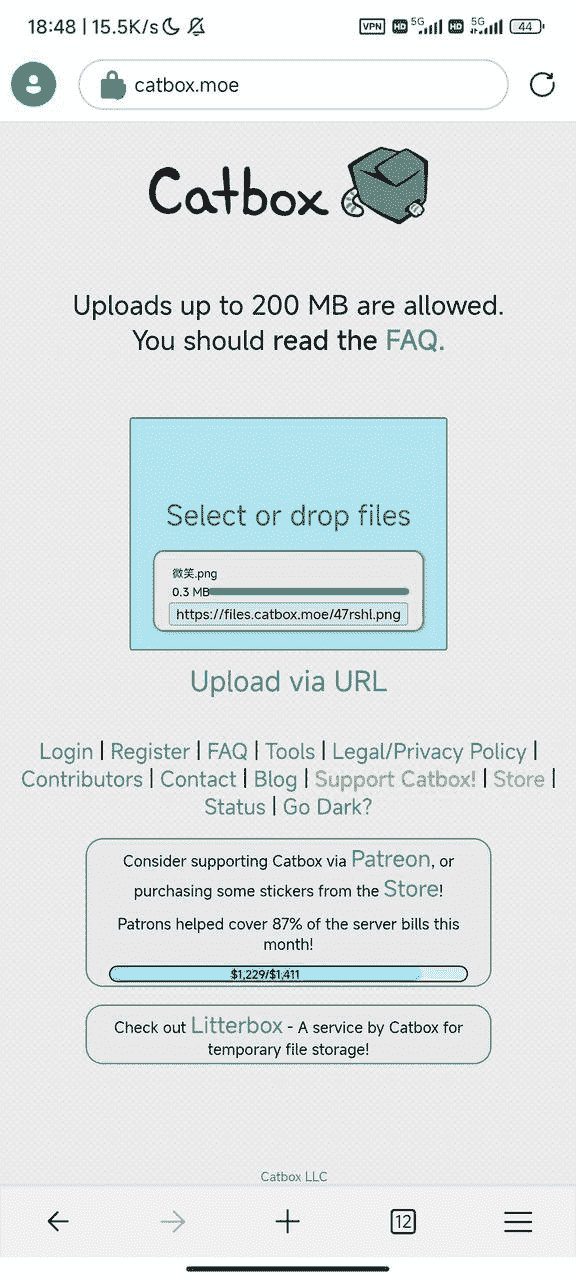 18:48 | 15.5K/s VPN HD 5G HD 5G 44
catbox.moe
Catbox
Uploads up to 200 MB are allowed.
You should read the FAQ.
Select or drop files
微笑.png
0.3 MB
https://files.catbox.moe/47rshl.png
Upload via URL
Login | Register | FAQ | Tools | Legal/Privacy Policy |
Contributors | Contact | Blog | Support Catbox! | Store |
Status | Go Dark?
Consider supporting Catbox via Patreon, or
purchasing some stickers from the Store!
Patrons helped cover 87% of the server bills this
month!
$1,229/$1,411
Check out Litterbox - A service by Catbox for
temporary file storage!
Catbox LLC
12